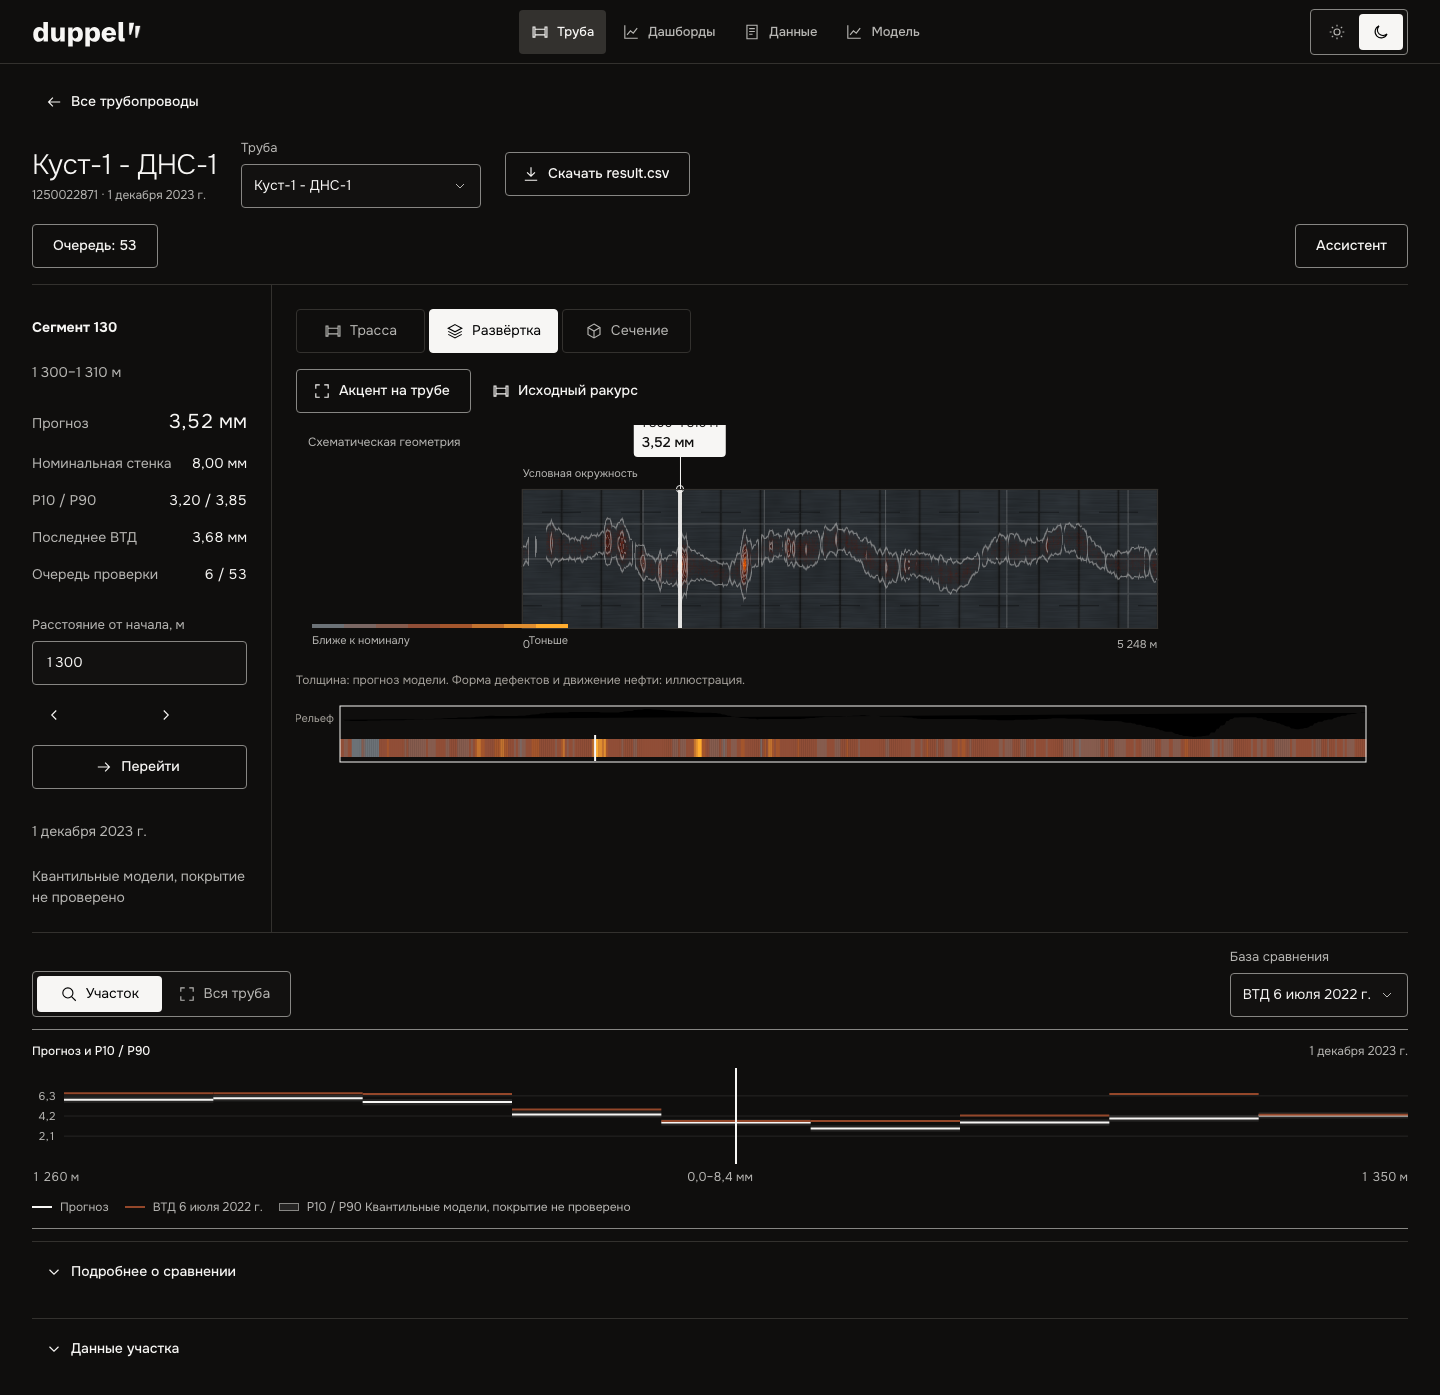 duppel
Труба
Дашборды
Данные
Модель
Все трубопроводы
Куст-1 - ДНС-1
1250022871 · 1 декабря 2023 г.
Труба
Куст-1 - ДНС-1
Скачать result.csv
Очередь: 53
Ассистент
Сегмент 130
1 300–1 310 м
Прогноз 3,52 мм
Номинальная стенка 8,00 мм
P10 / P90 3,20 / 3,85
Последнее ВТД 3,68 мм
Очередь проверки 6 / 53
Расстояние от начала, м
1 300
Перейти
1 декабря 2023 г.
Квантильные модели, покрытие
не проверено
Трасса
Развёртка
Сечение
Акцент на трубе
Исходный ракурс
Схематическая геометрия
3,52 мм
Условная окружность
Ближе к номиналу
Тоньше
0
5 248 м
Толщина: прогноз модели. Форма дефектов и движение нефти: иллюстрация.
Рельеф
Участок
Вся труба
База сравнения
ВТД 6 июля 2022 г.
Прогноз и P10 / P90
1 декабря 2023 г.
6,3
4,2
2,1
1 260 м
0,0–8,4 мм
1 350 м
Прогноз
ВТД 6 июля 2022 г.
P10 / P90 Квантильные модели, покрытие не проверено
Подробнее о сравнении
Данные участка